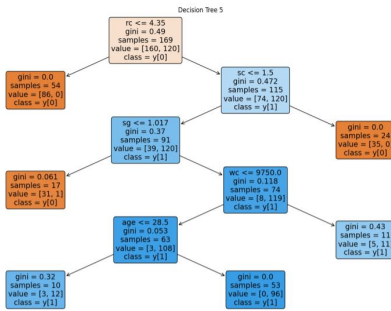 Decision Tree 5
rc <= 4.35
gini = 0.49
samples = 169
value = [160, 120]
class = y[0]
gini = 0.0
samples = 54
value = [86, 0]
class = y[0]
sc <= 1.5
gini = 0.472
samples = 115
value = [74, 120]
class = y[1]
sg <= 1.017
gini = 0.37
samples = 91
value = [39, 120]
class = y[1]
gini = 0.0
samples = 24
value = [35, 0
class = y[0]
gini = 0.061
samples = 17
value = [31, 1]
class = y[0]
wc <= 9750.0
gini = 0.118
samples = 74
value = [8, 119]
class = y[1]
age <= 28.5
gini = 0.053
samples = 63
value = [3, 108]
class = y[1]
gini = 0.43
samples = 11
value = [5, 11
class = y[1]
gini = 0.32
samples = 10
value = [3, 12]
class = y[1]
gini = 0.0
samples = 53
value = [0, 96]
class = y[1]